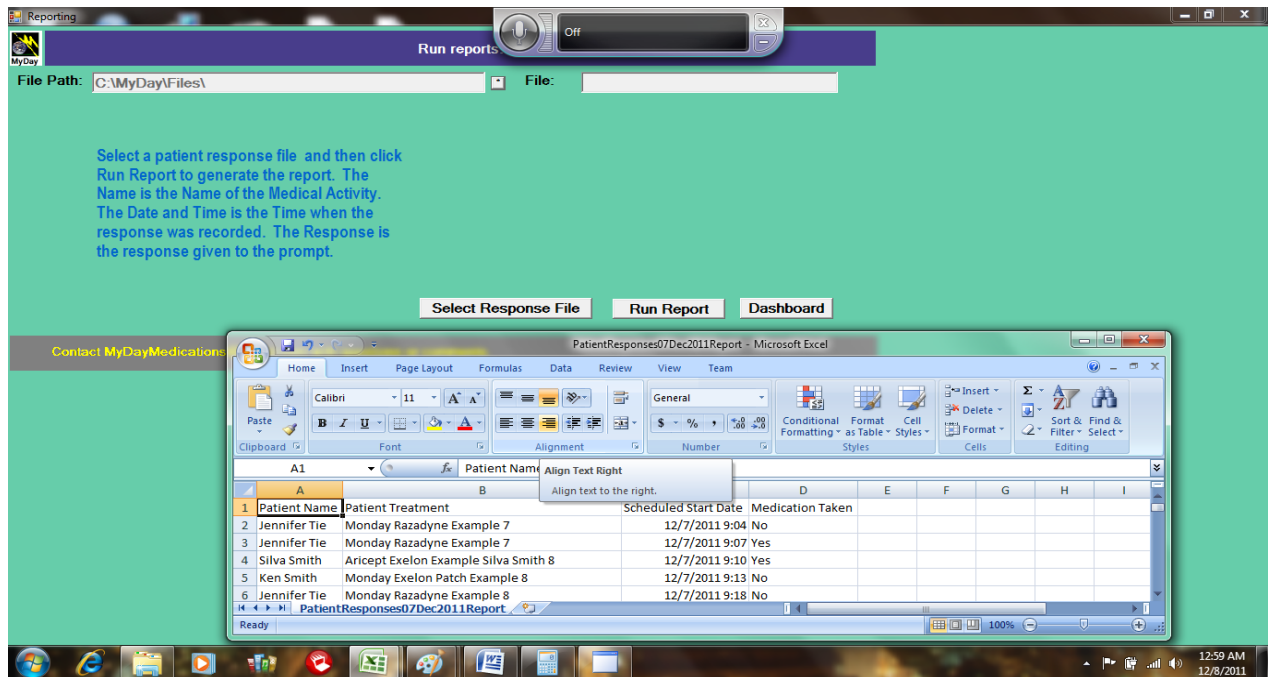 Reporting
Off
MyDay
Run reports
File Path: C:\MyDay\Files\ File:
Select a patient response file and then click
Run Report to generate the report. The
Name is the Name of the Medical Activity.
The Date and Time is the Time when the
response was recorded. The Response is
the response given to the prompt.
Select Response File Run Report Dashboard
Contact MyDayMedications
PatientResponses07Dec2011Report - Microsoft Excel
Home Insert Page Layout Formulas Data Review View Team
Paste
Calibri 11 A A
B I U A
General
$ % , .0 .00 .00 .0
Conditional Formatting
Format as Table
Cell Styles
Insert
Delete
Format
Σ
Sort & Filter
Find & Select
Clipboard Font Alignment Number Styles Cells Editing
A1 fx Patient Name
Align Text Right
Align text to the right.
A B D E F G H I
1 Patient Name Patient Treatment Scheduled Start Date Medication Taken
2 Jennifer Tie Monday Razadyne Example 7 12/7/2011 9:04 No
3 Jennifer Tie Monday Razadyne Example 7 12/7/2011 9:07 Yes
4 Silva Smith Aricept Exelon Example Silva Smith 8 12/7/2011 9:10 Yes
5 Ken Smith Monday Exelon Patch Example 8 12/7/2011 9:13 No
6 Jennifer Tie Monday Razadyne Example 8 12/7/2011 9:18 No
PatientResponses07Dec2011Report
Ready 100%
12:59 AM
12/8/2011